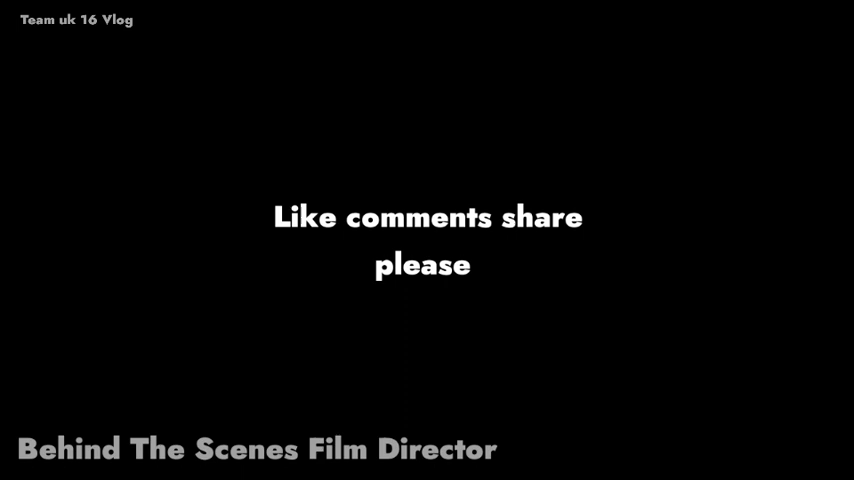 Team uk 16 Vlog
Like comments share
please
Behind The Scenes Film Director